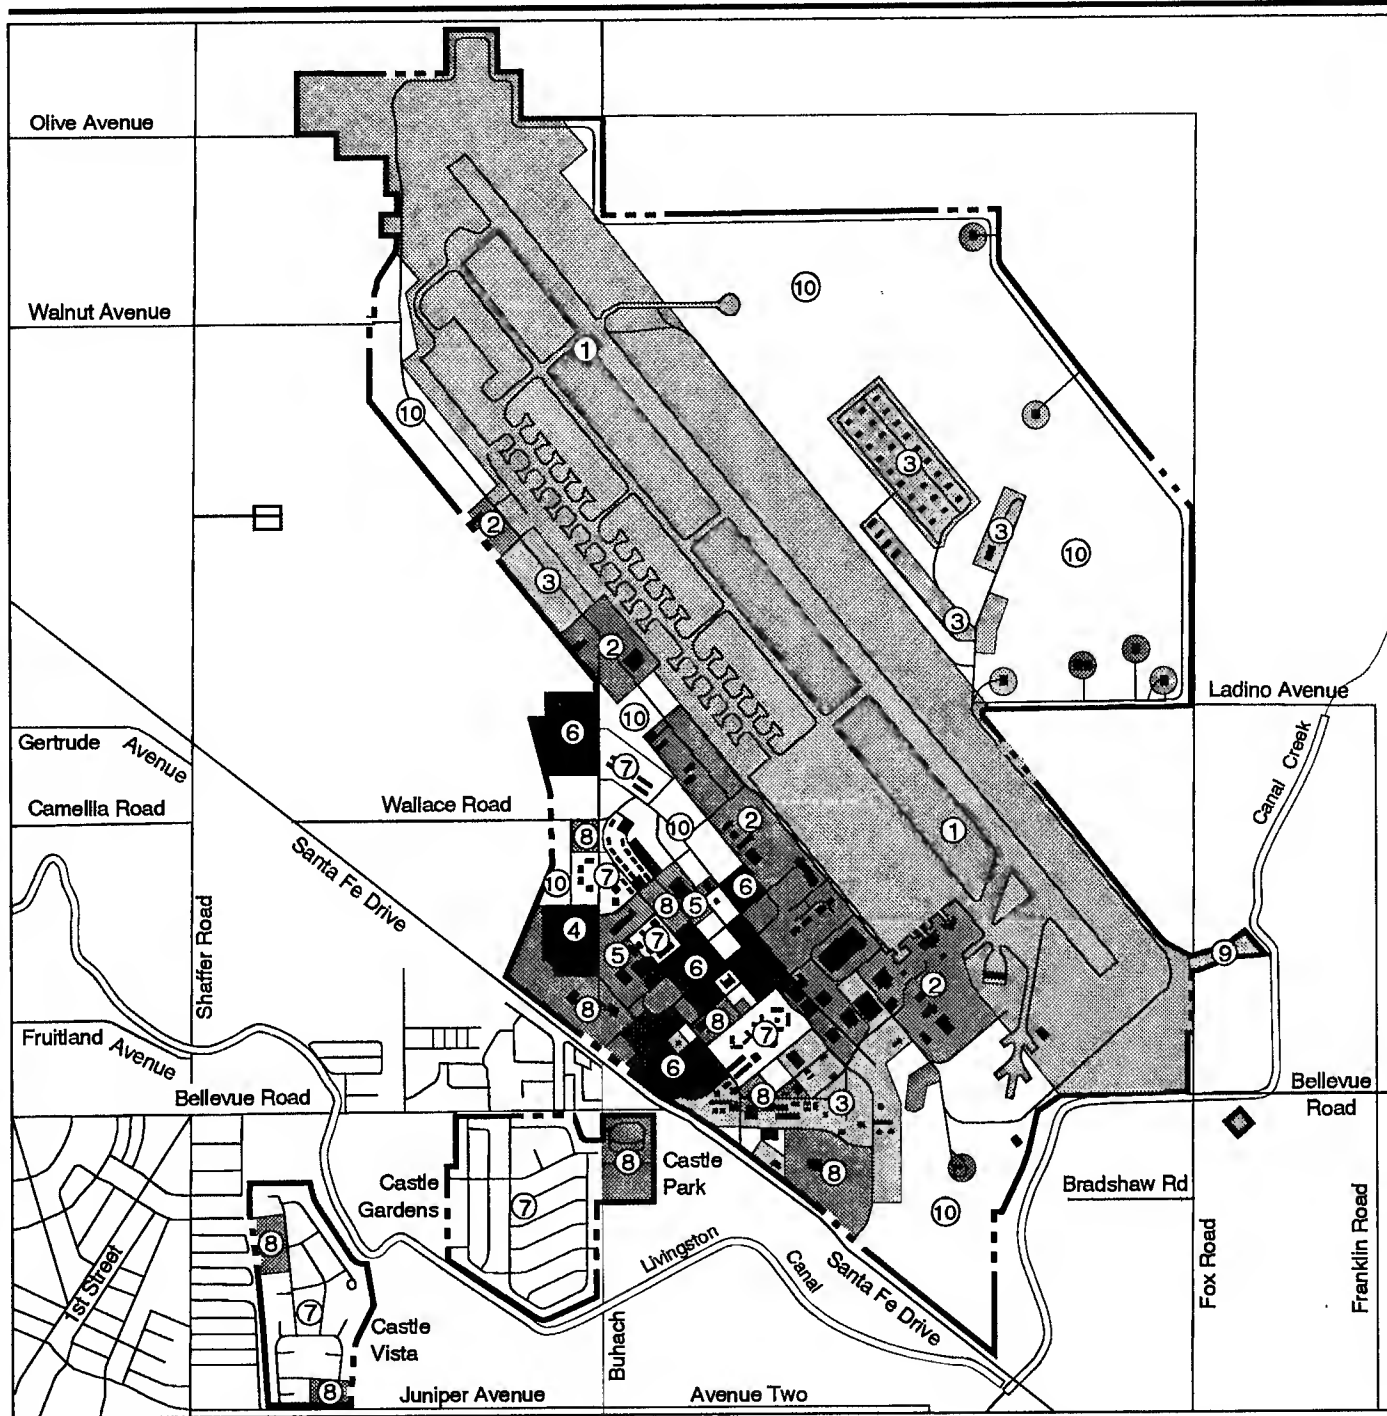 Olive Avenue
10
Walnut Avenue
1
10
3
2
3
10
3
3
2
Ladino Avenue
10
6
Gertrude Avenue
7
Canal Creek
Camellia Road
Wallace Road
10
2
1
8
Santa Fe Drive
10
7
6
8
5
4
7
Shaffer Road
5
6
9
2
8
8
7
Fruitland Avenue
6
Bellevue Road
Bellevue
Road
8
3
8
Castle
Park
8
Castle
Gardens
7
Bradshaw Rd
10
8
Livingston Canal
1st Street
Santa Fe Drive
Fox Road
Franklin Road
7
Castle
Vista
Buhach
8
Juniper Avenue
Avenue Two